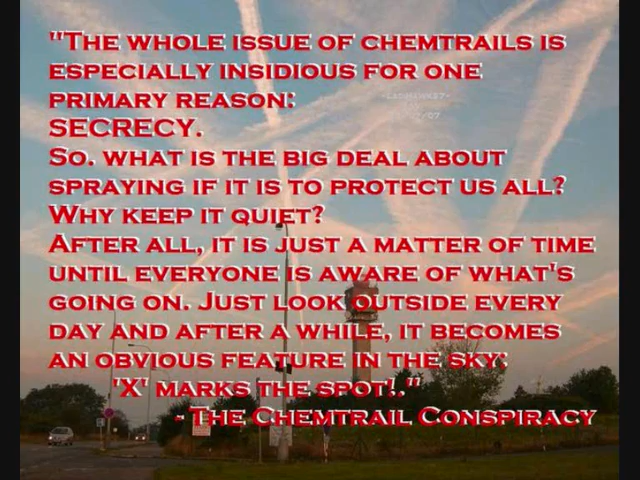 "THE WHOLE ISSUE OF CHEMTRAILS IS
ESPECIALLY INSIDIOUS FOR ONE
PRIMARY REASON:
SECRECY.
SO. WHAT IS THE BIG DEAL ABOUT
SPRAYING IF IT IS TO PROTECT US ALL?
WHY KEEP IT QUIET?
AFTER ALL, IT IS JUST A MATTER OF TIME
UNTIL EVERYONE IS AWARE OF WHAT'S
GOING ON. JUST LOOK OUTSIDE EVERY
DAY AND AFTER A WHILE, IT BECOMES
AN OBVIOUS FEATURE IN THE SKY:
'X' MARKS THE SPOT'.."
- THE CHEMTRAIL CONSPIRACY